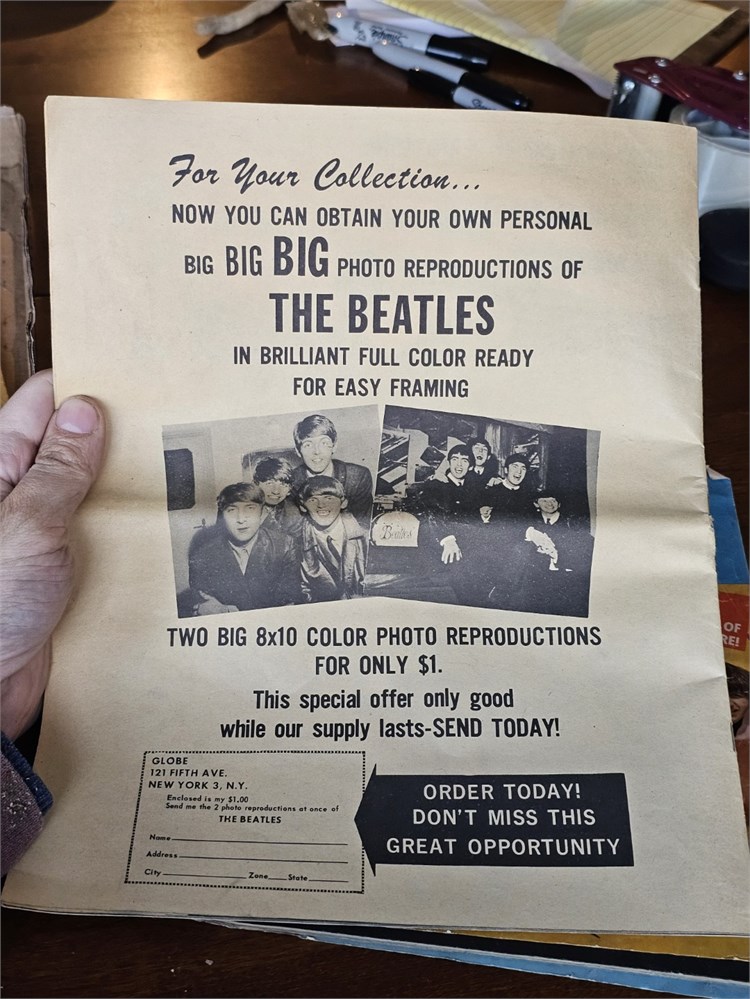 For Your Collection...
NOW YOU CAN OBTAIN YOUR OWN PERSONAL
BIG BIG BIG PHOTO REPRODUCTIONS OF
THE BEATLES
IN BRILLIANT FULL COLOR READY
FOR EASY FRAMING
Beatles
TWO BIG 8x10 COLOR PHOTO REPRODUCTIONS
FOR ONLY $1.
This special offer only good
while our supply lasts-SEND TODAY!
GLOBE
121 FIFTH AVE.
NEW YORK 3, N.Y.
Enclosed is my $1.00
Send me the 2 photo reproductions at once of
THE BEATLES
Name
Address
City Zone State
ORDER TODAY!
DON'T MISS THIS
GREAT OPPORTUNITY
OF
RE!